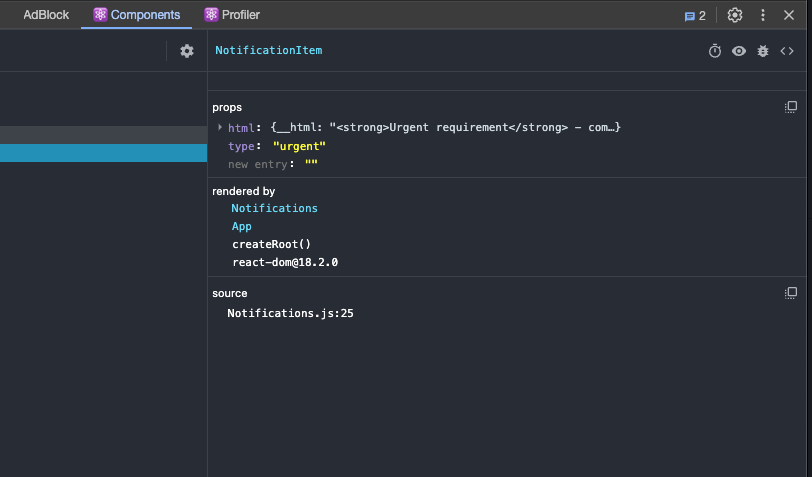 AdBlock Components Profiler 2
NotificationItem
props
html: {__html: "<strong>Urgent requirement</strong> – com…}
type: "urgent"
new entry: ""
rendered by
Notifications
App
createRoot()
react-dom@18.2.0
source
Notifications.js:25